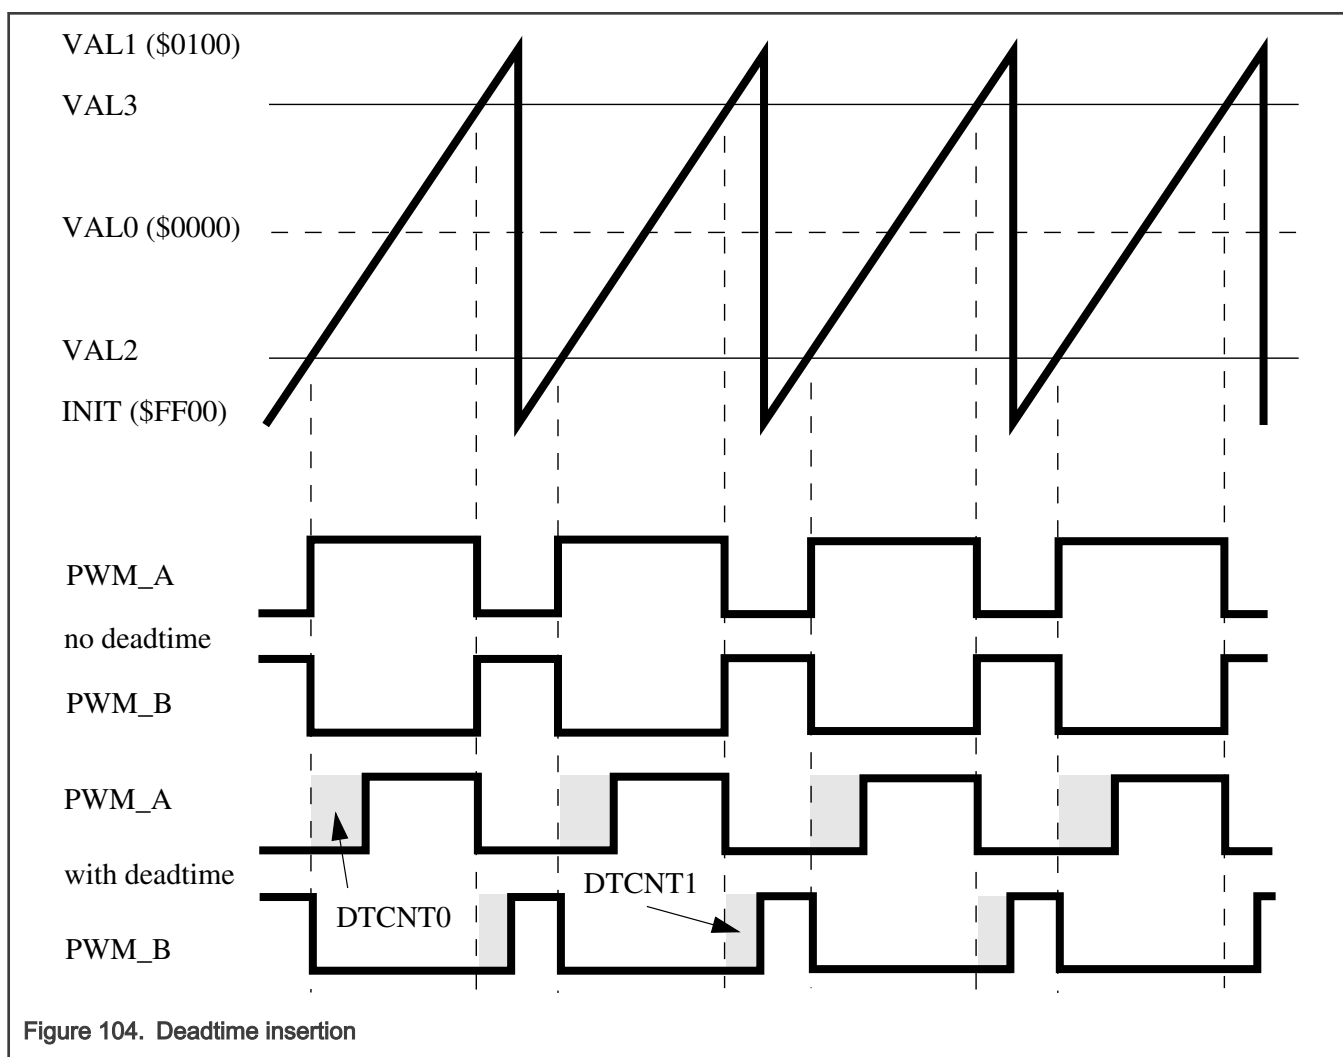 VAL1 ($0100)
VAL3
VAL0 ($0000)
VAL2
INIT ($FF00)
PWM_A
no deadtime
PWM_B
PWM_A
with deadtime
DTCNT1
DTCNT0
PWM_B
Figure 104. Deadtime insertion